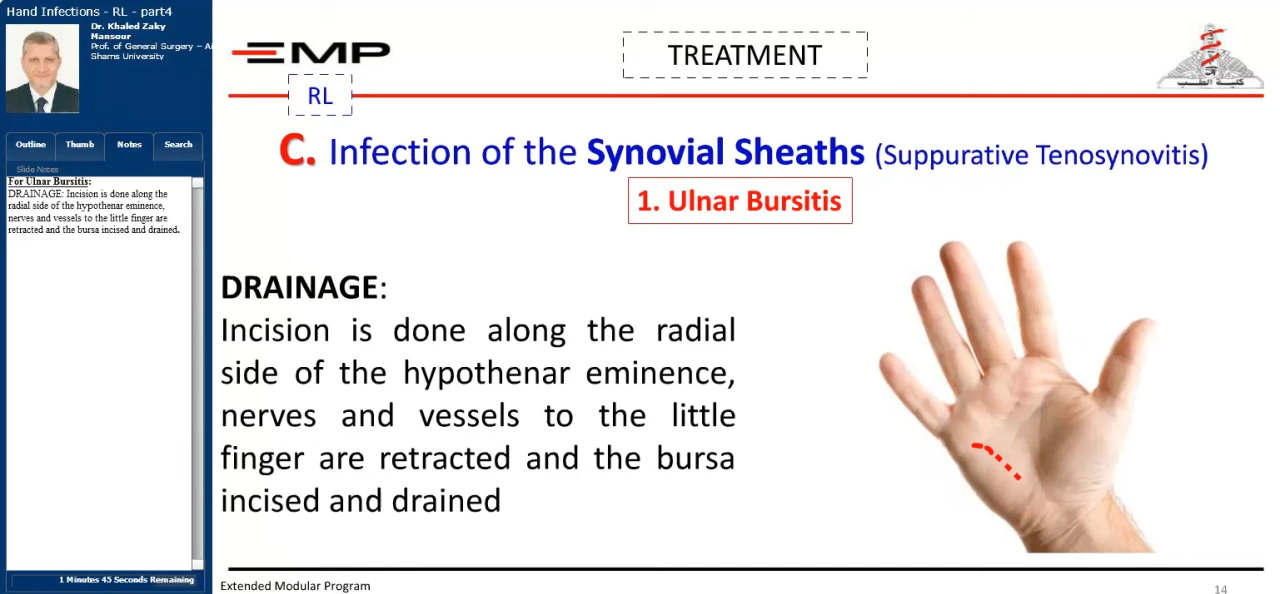 Hand Infections - RL - part4
Dr. Khaled Zaky
Mansour
Prof. of General Surgery – Ai
Shams University
Outline
Thumb
Notes
Search
Slide Notes
For Ulnar Bursitis:
DRAINAGE: Incision is done along the
radial side of the hypothenar eminence,
nerves and vessels to the little finger are
retracted and the bursa incised and drained.
1 Minutes 45 Seconds Remaining
EMP
TREATMENT
كلية الطب
RL
C. Infection of the Synovial Sheaths (Suppurative Tenosynovitis)
1. Ulnar Bursitis
DRAINAGE:
Incision is done along the radial
side of the hypothenar eminence,
nerves and vessels to the little
finger are retracted and the bursa
incised and drained
Extended Modular Program
14